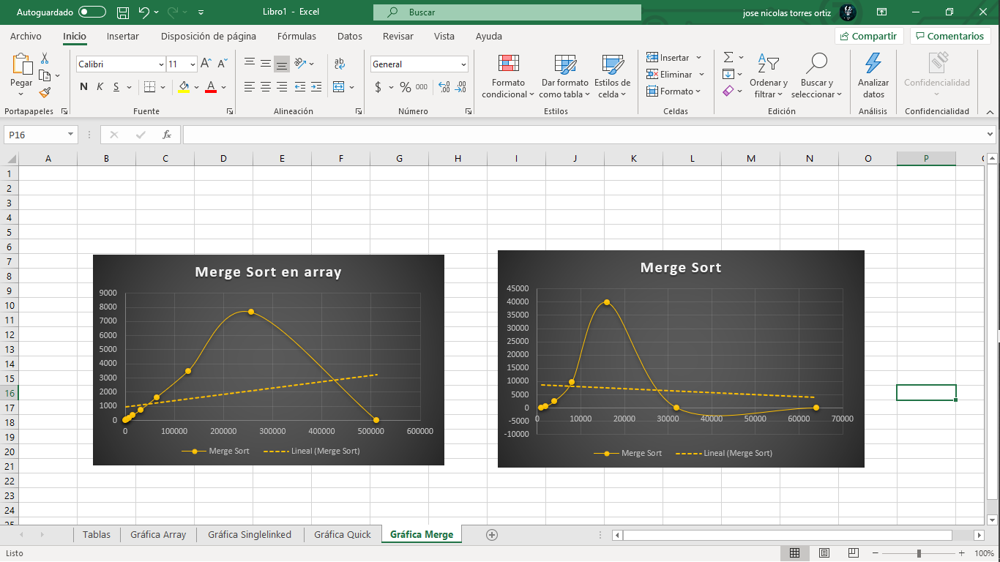 Autoguardado
Libro1 - Excel
Buscar
jose nicolas torres ortiz
Archivo Inicio Insertar Disposición de página Fórmulas Datos Revisar Vista Ayuda
Compartir Comentarios
Pegar
Portapapeles
Calibri 11
N K S
Fuente
ab
Alineación
General
$ % 000
Número
Formato condicional
Dar formato como tabla
Estilos de celda
Estilos
Insertar
Eliminar
Formato
Celdas
Ordenar y filtrar
Buscar y seleccionar
Edición
Analizar datos
Análisis
Confidencialidad
Confidencialidad
P16
fx
A B C D E F G H I J K L M N O P
1
2
3
4
5
6
7
8
9
10
11
12
13
14
15
16
17
18
19
20
21
22
23
24
25
Merge Sort en array
9000
8000
7000
6000
5000
4000
3000
2000
1000
0
0 100000 200000 300000 400000 500000 600000
Merge Sort Lineal (Merge Sort)
Merge Sort
45000
40000
35000
30000
25000
20000
15000
10000
5000
0
-5000
-10000
0 10000 20000 30000 40000 50000 60000 70000
Merge Sort Lineal (Merge Sort)
Tablas Gráfica Array Gráfica Singlelinked Gráfica Quick Gráfica Merge
Listo
100%